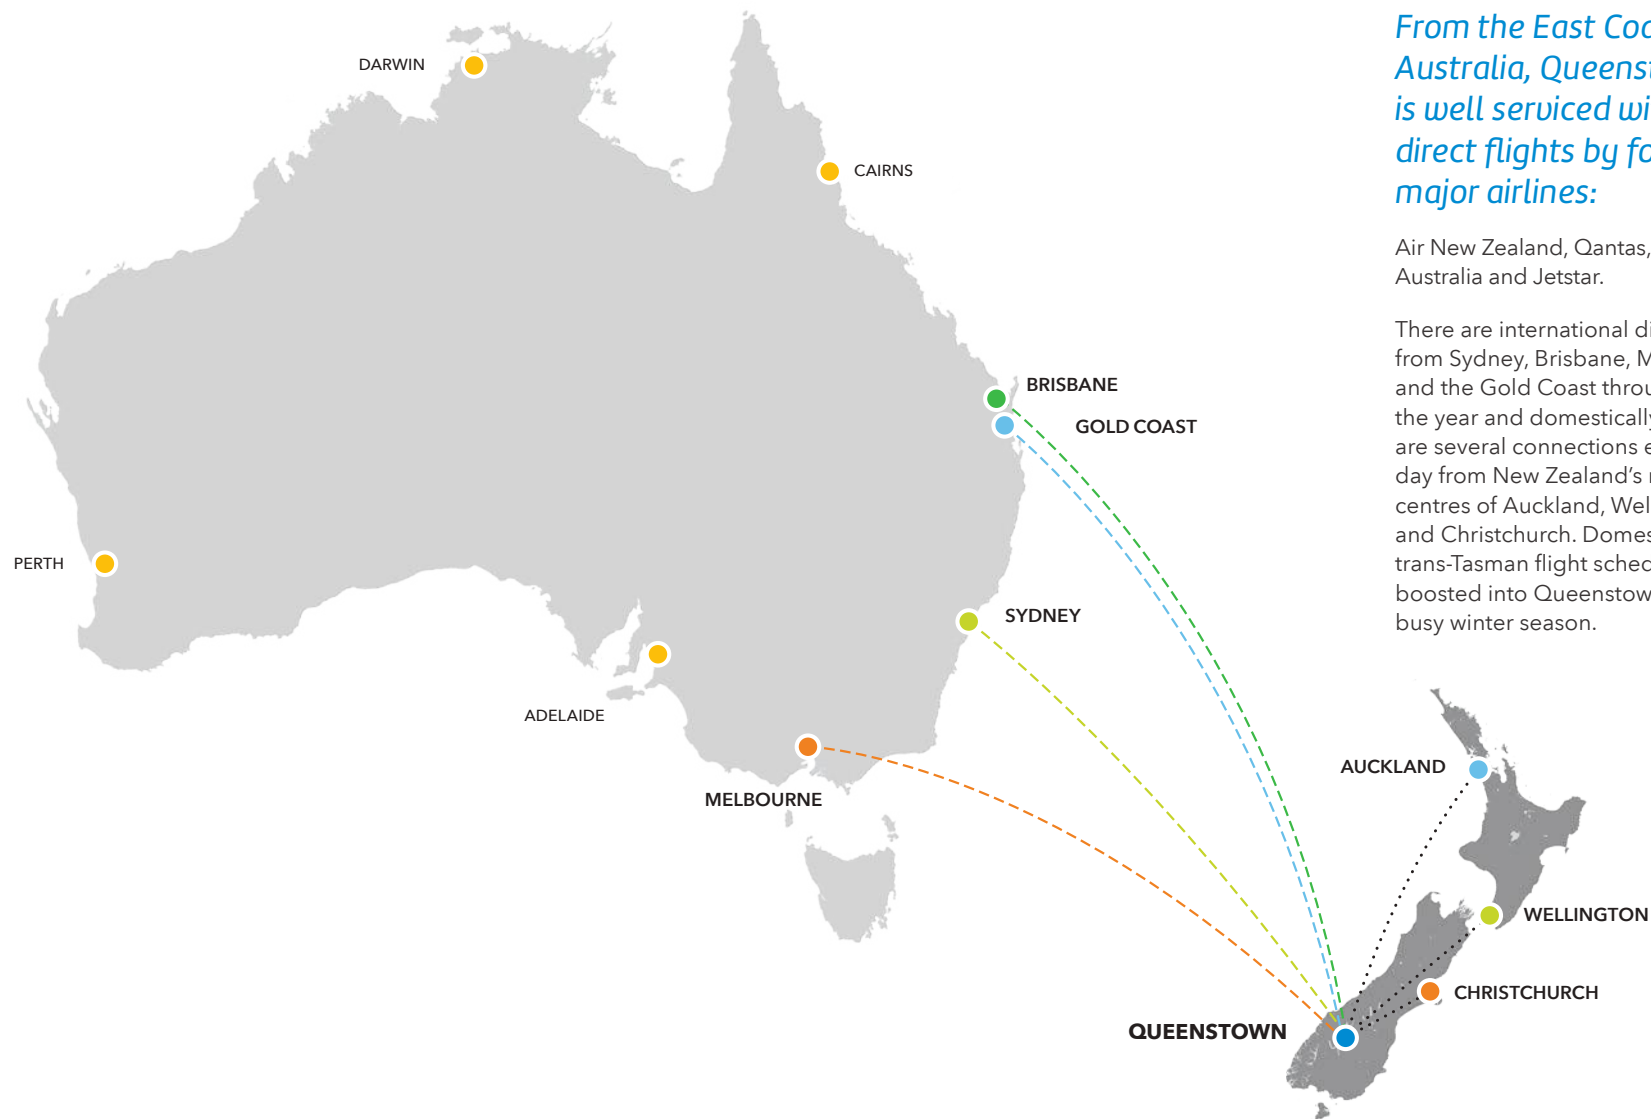 From the East Coa
Australia, Queenst
is well serviced wi
direct flights by fo
major airlines:
Air New Zealand, Qantas,
Australia and Jetstar.
There are international di
from Sydney, Brisbane, M
and the Gold Coast throu
the year and domestically
are several connections e
day from New Zealand's
centres of Auckland, Wel
and Christchurch. Domes
trans-Tasman flight sched
boosted into Queenstow
busy winter season.
DARWIN
CAIRNS
BRISBANE
GOLD COAST
PERTH
SYDNEY
ADELAIDE
MELBOURNE
AUCKLAND
WELLINGTON
CHRISTCHURCH
QUEENSTOWN